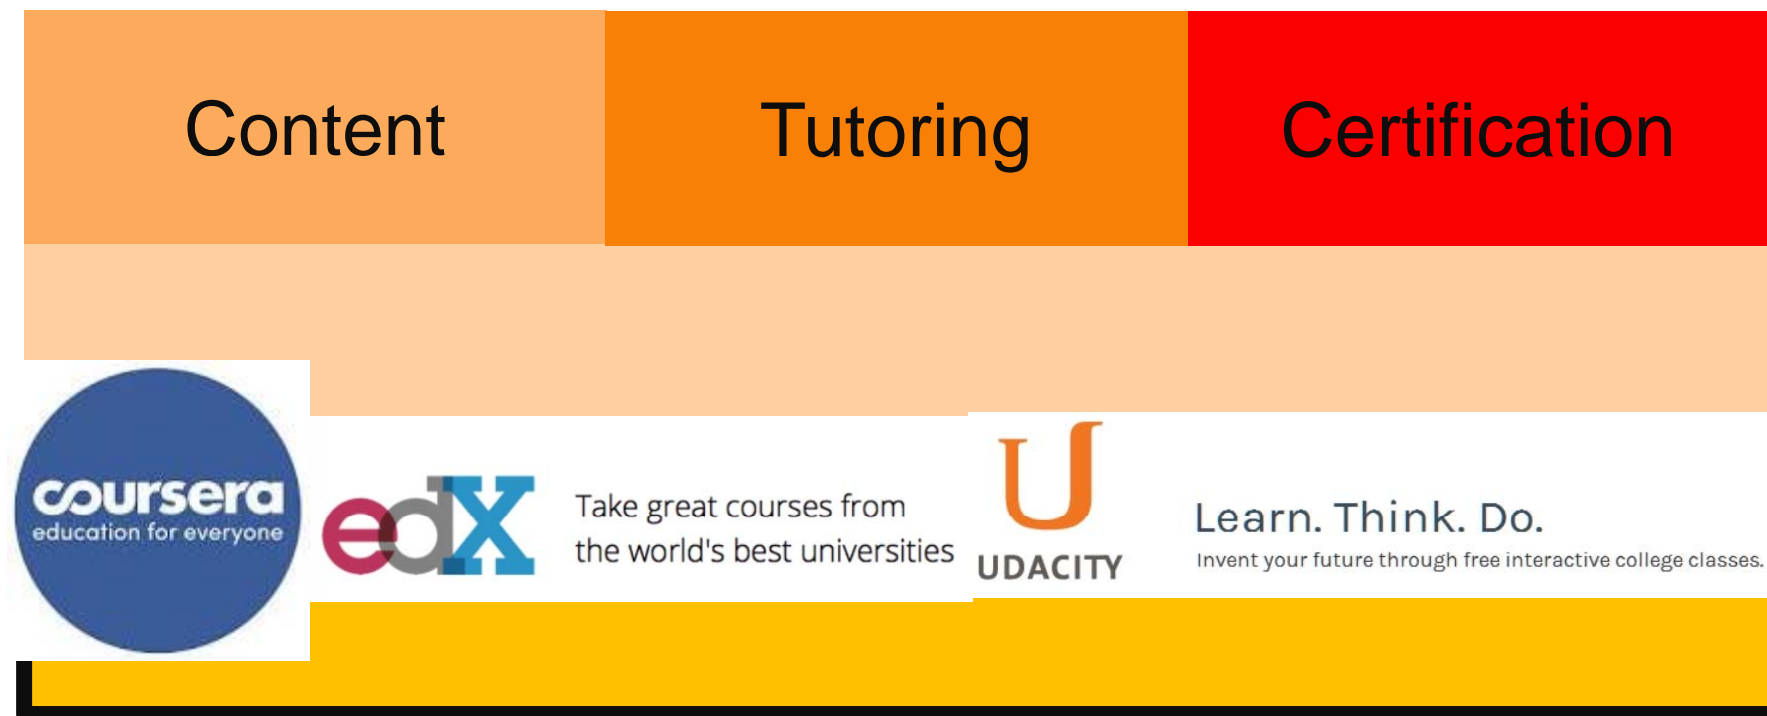 Content
Tutoring
Certification
coursera
education for everyone
edX
Take great courses from
the world's best universities
U
UDACITY
Learn. Think. Do.
Invent your future through free interactive college classes.